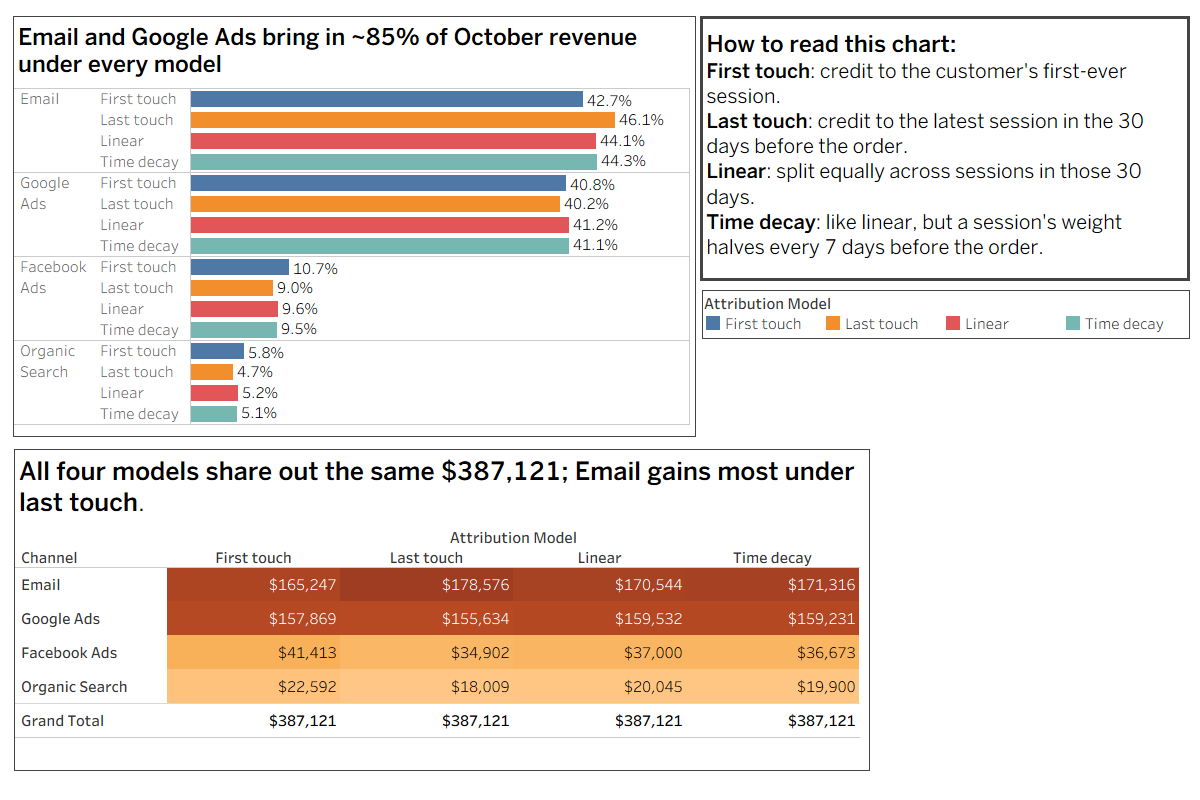 Email and Google Ads bring in ~85% of October revenue
under every model
Email First touch 42.7%
Last touch 46.1%
Linear 44.1%
Time decay 44.3%
Google First touch 40.8%
Ads Last touch 40.2%
Linear 41.2%
Time decay 41.1%
Facebook First touch 10.7%
Ads Last touch 9.0%
Linear 9.6%
Time decay 9.5%
Organic First touch 5.8%
Search Last touch 4.7%
Linear 5.2%
Time decay 5.1%
How to read this chart:
First touch: credit to the customer's first-ever
session.
Last touch: credit to the latest session in the 30
days before the order.
Linear: split equally across sessions in those 30
days.
Time decay: like linear, but a session's weight
halves every 7 days before the order.
Attribution Model
First touch Last touch Linear Time decay
All four models share out the same $387,121; Email gains most under
last touch.
Attribution Model
Channel First touch Last touch Linear Time decay
Email $165,247 $178,576 $170,544 $171,316
Google Ads $157,869 $155,634 $159,532 $159,231
Facebook Ads $41,413 $34,902 $37,000 $36,673
Organic Search $22,592 $18,009 $20,045 $19,900
Grand Total $387,121 $387,121 $387,121 $387,121